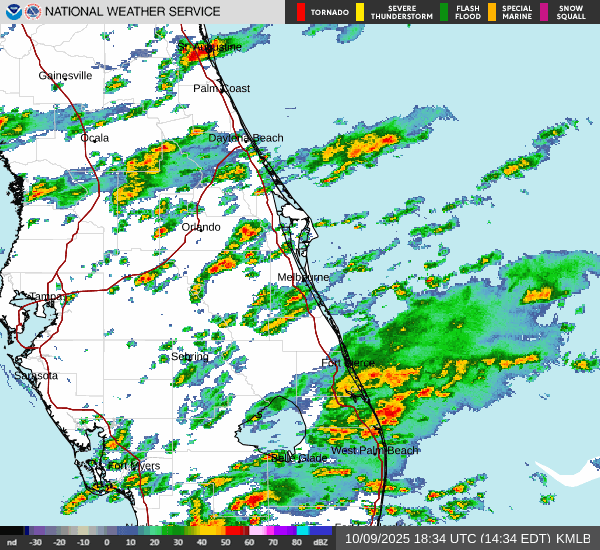 NATIONAL WEATHER SERVICE
TORNADO
SEVERE
THUNDERSTORM
FLASH
FLOOD
SPECIAL
MARINE
SNOW
SQUALL
St. Augustine
Gainesville
Palm Coast
Ocala
Daytona Beach
Orlando
Melbourne
Tampa
Sebring
Fort Pierce
Sarasota
West Palm Beach
Belle Glade
Fort Myers
nd -30 -20 -10 0 10 20 30 40 50 60 70 80 dBZ
10/09/2025 18:34 UTC (14:34 EDT) KMLB